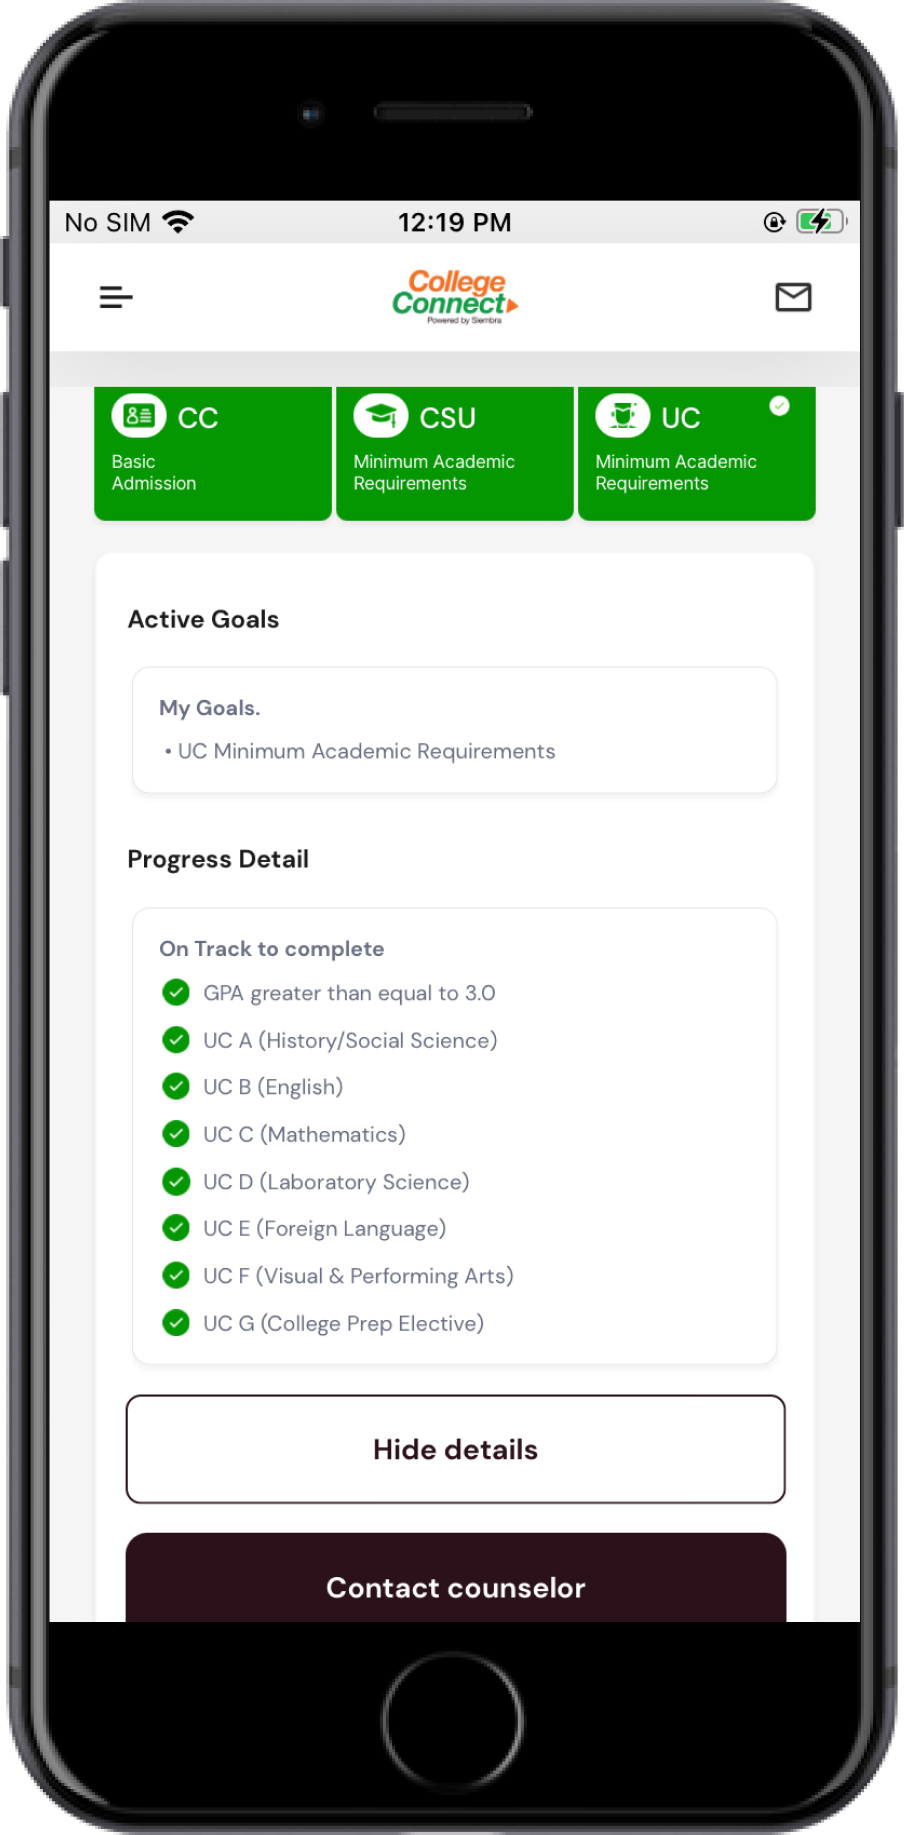 No SIM 12:19 PM
College
Connect
Powered by Siembra
CC
Basic
Admission
CSU
Minimum Academic
Requirements
UC
Minimum Academic
Requirements
Active Goals
My Goals.
• UC Minimum Academic Requirements
Progress Detail
On Track to complete
GPA greater than equal to 3.0
UC A (History/Social Science)
UC B (English)
UC C (Mathematics)
UC D (Laboratory Science)
UC E (Foreign Language)
UC F (Visual & Performing Arts)
UC G (College Prep Elective)
Hide details
Contact counselor